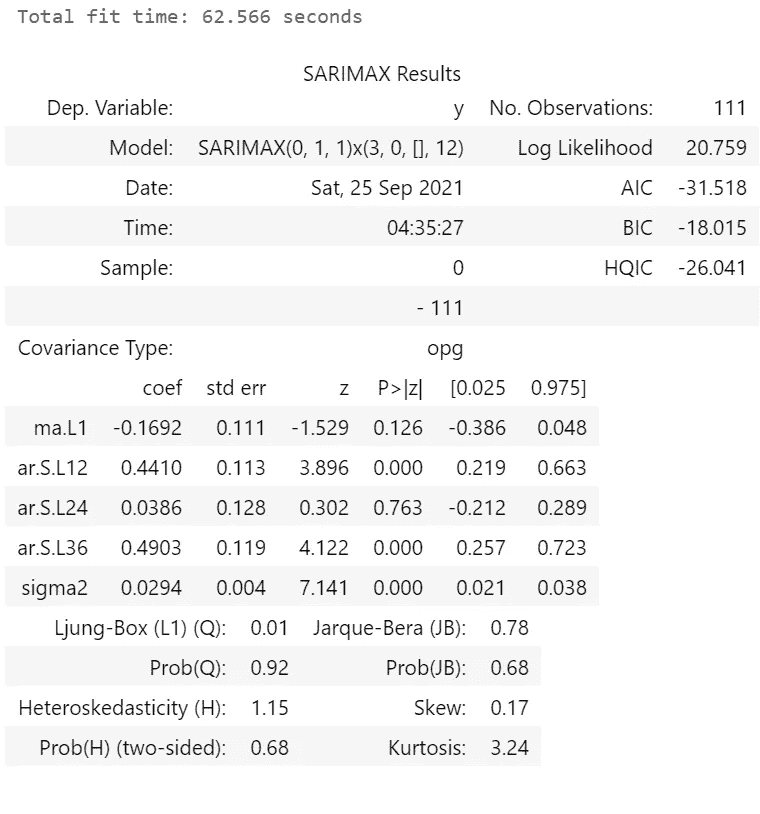 Total fit time: 62.566 seconds
SARIMAX Results
Dep. Variable: y No. Observations: 111
Model: SARIMAX(0, 1, 1)x(3, 0, [], 12) Log Likelihood 20.759
Date: Sat, 25 Sep 2021 AIC -31.518
Time: 04:35:27 BIC -18.015
Sample: 0 HQIC -26.041
- 111
Covariance Type: opg
coef std err z P>|z| [0.025 0.975]
ma.L1 -0.1692 0.111 -1.529 0.126 -0.386 0.048
ar.S.L12 0.4410 0.113 3.896 0.000 0.219 0.663
ar.S.L24 0.0386 0.128 0.302 0.763 -0.212 0.289
ar.S.L36 0.4903 0.119 4.122 0.000 0.257 0.723
sigma2 0.0294 0.004 7.141 0.000 0.021 0.038
Ljung-Box (L1) (Q): 0.01 Jarque-Bera (JB): 0.78
Prob(Q): 0.92 Prob(JB): 0.68
Heteroskedasticity (H): 1.15 Skew: 0.17
Prob(H) (two-sided): 0.68 Kurtosis: 3.24